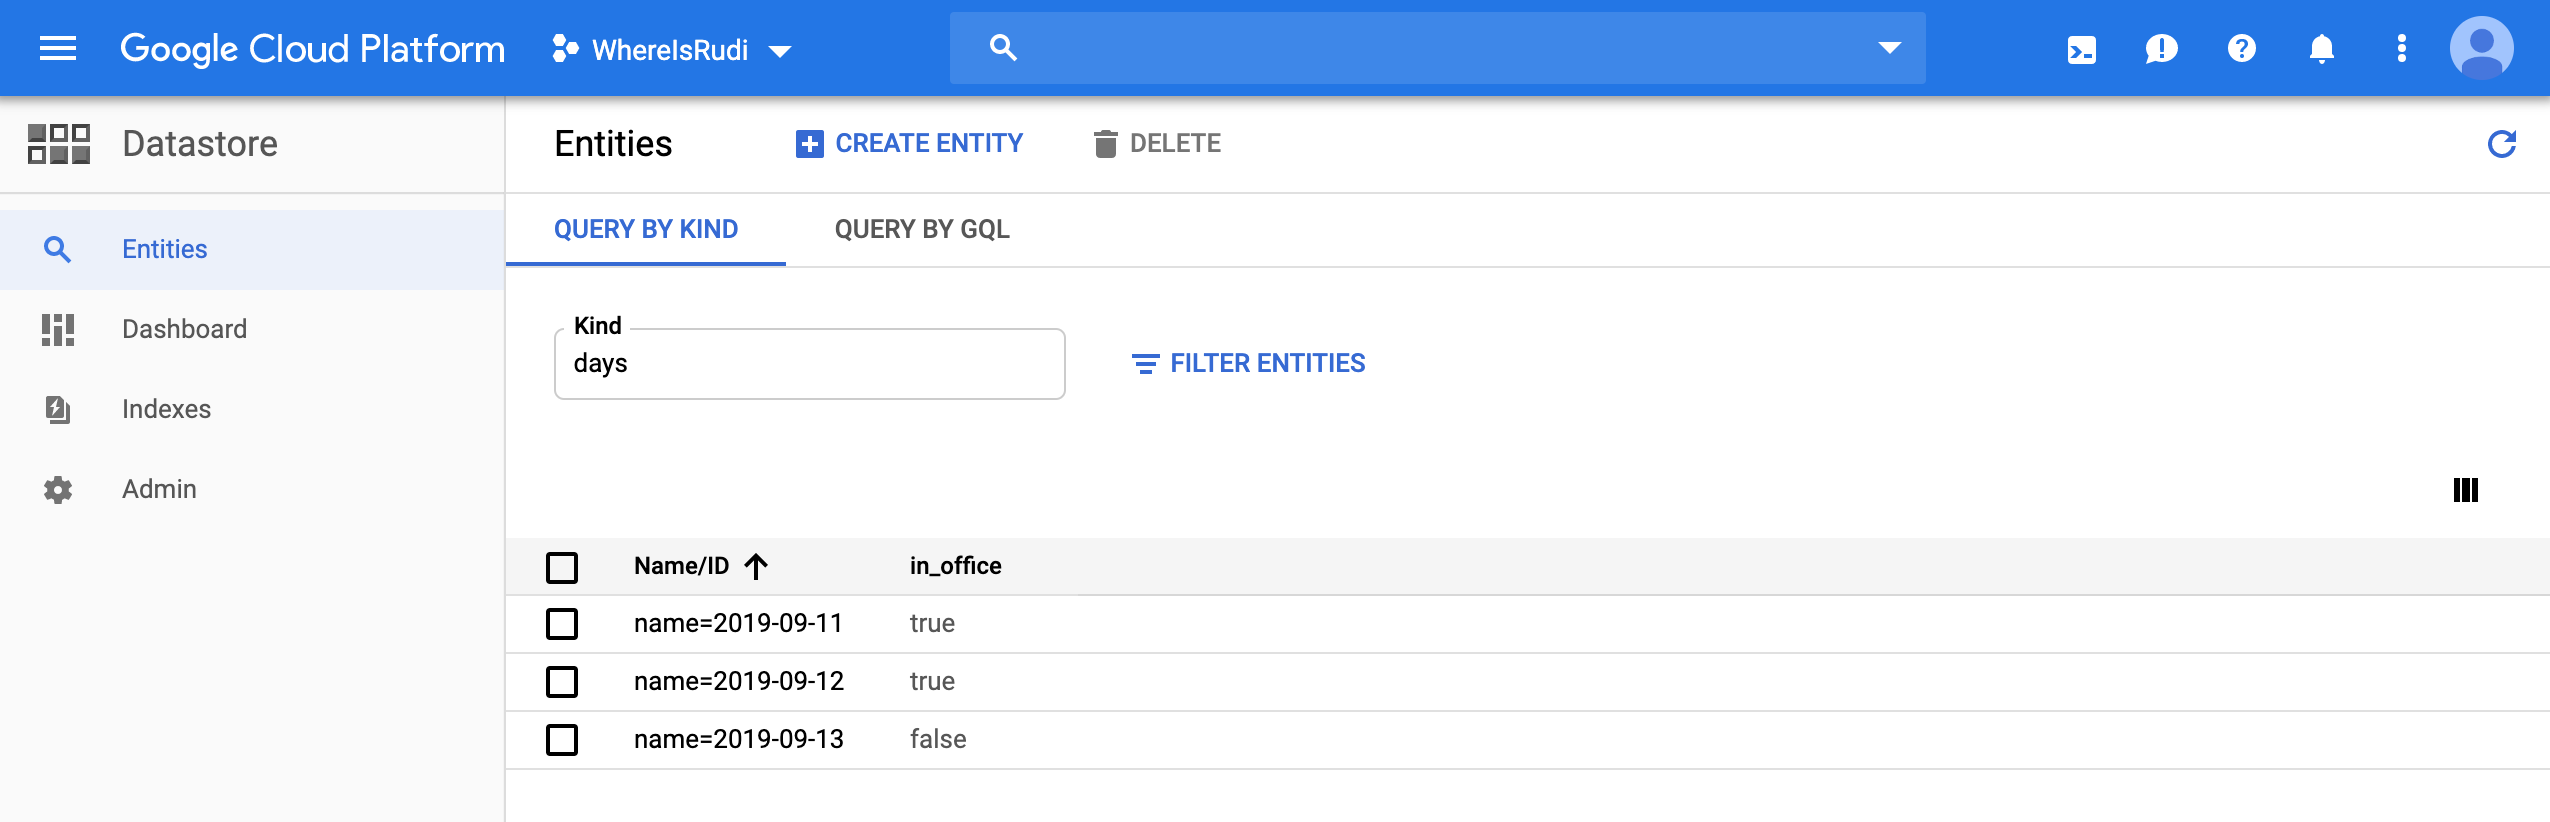 Google Cloud Platform WhereIsRudi
Datastore
Entities CREATE ENTITY DELETE
Entities
Dashboard
Indexes
Admin
QUERY BY KIND QUERY BY GQL
Kind
days
FILTER ENTITIES
Name/ID in_office
name=2019-09-11 true
name=2019-09-12 true
name=2019-09-13 false